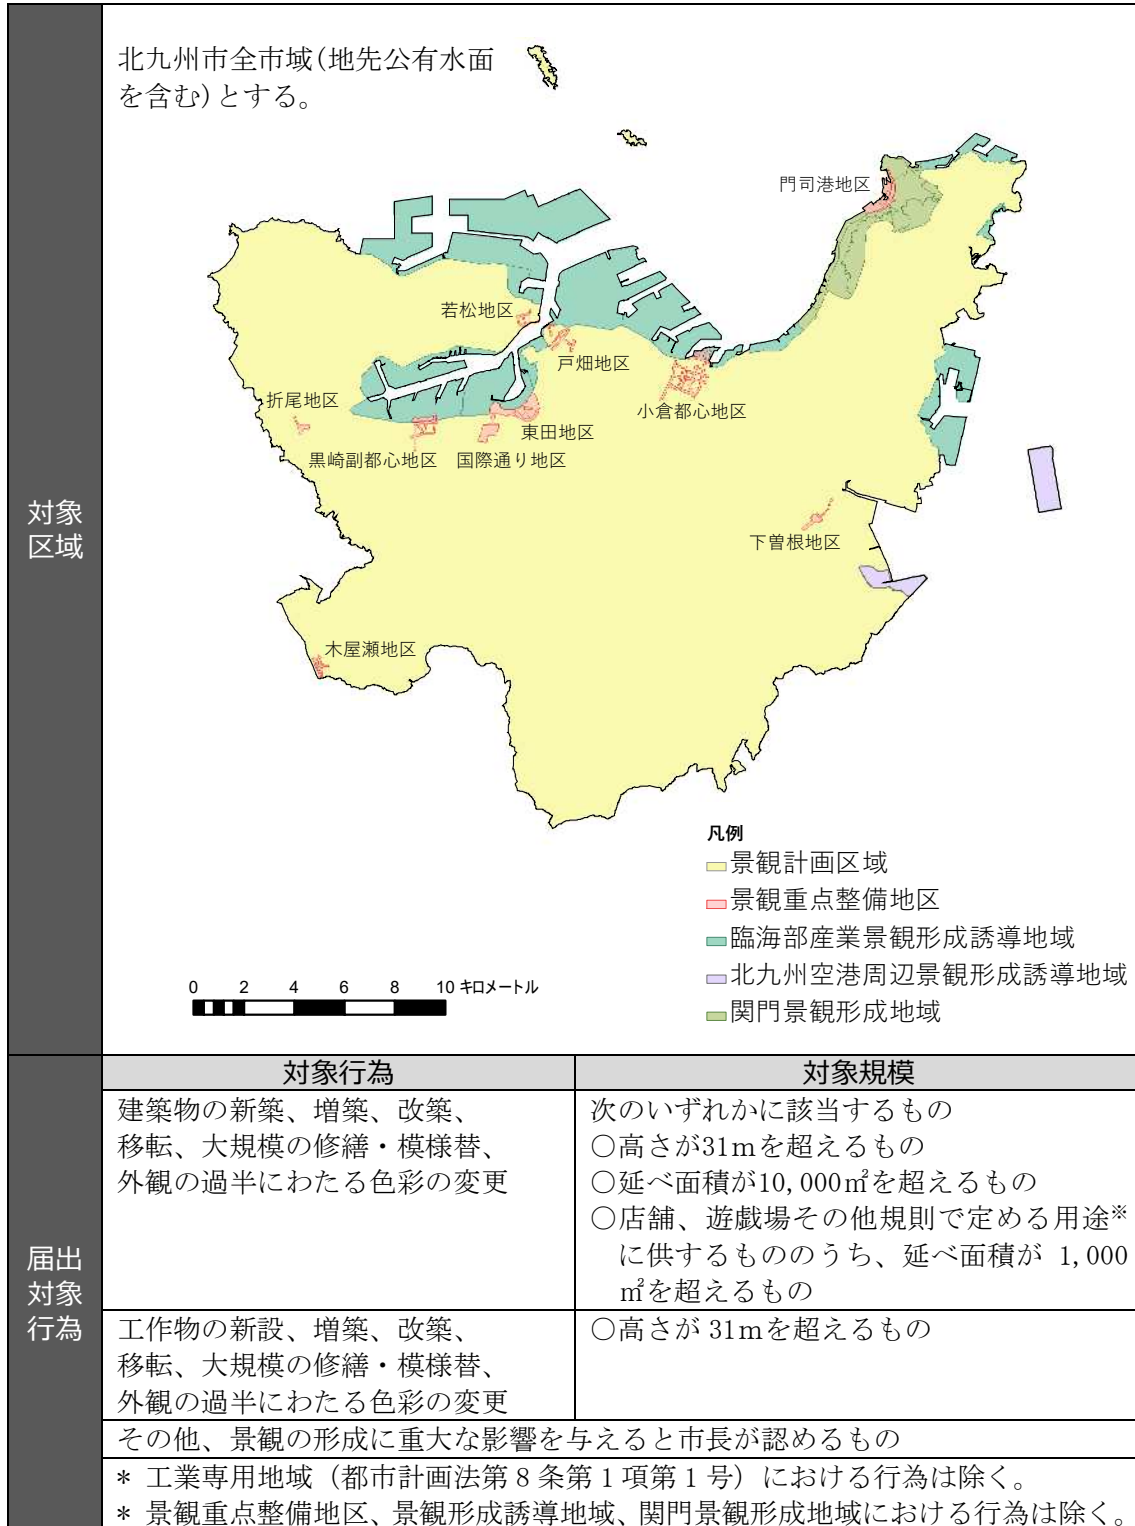 対象
区域
北九州市全市域(地先公有水面
を含む)とする。
門司港地区
若松地区
戸畑地区
折尾地区
小倉都心地区
東田地区
黒崎副都心地区
国際通り地区
下曽根地区
木屋瀬地区
凡例
景観計画区域
景観重点整備地区
臨海部産業景観形成誘導地域
北九州空港周辺景観形成誘導地域
関門景観形成地域
0 2 4 6 8 10 キロメートル
届出
対象
行為
対象行為
対象規模
建築物の新築、増築、改築、
移転、大規模の修繕・模様替、
外観の過半にわたる色彩の変更
次のいずれかに該当するもの
○高さが31mを超えるもの
○延べ面積が10,000㎡を超えるもの
○店舗、遊戯場その他規則で定める用途※
に供するもののうち、延べ面積が 1,000
㎡を超えるもの
工作物の新設、増築、改築、
移転、大規模の修繕・模様替、
外観の過半にわたる色彩の変更
○高さが 31mを超えるもの
その他、景観の形成に重大な影響を与えると市長が認めるもの
* 工業専用地域（都市計画法第８条第１項第１号）における行為は除く。
* 景観重点整備地区、景観形成誘導地域、関門景観形成地域における行為は除く。